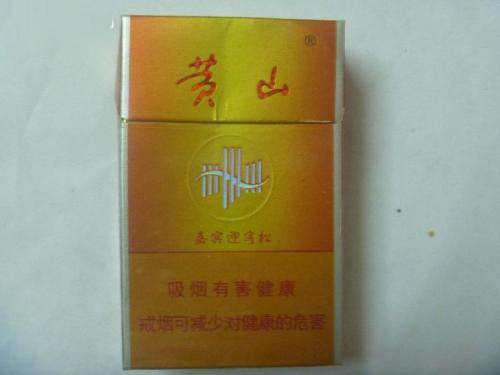 黄山®
嘉宾迎客松
吸烟有害健康
戒烟可减少对健康的危害